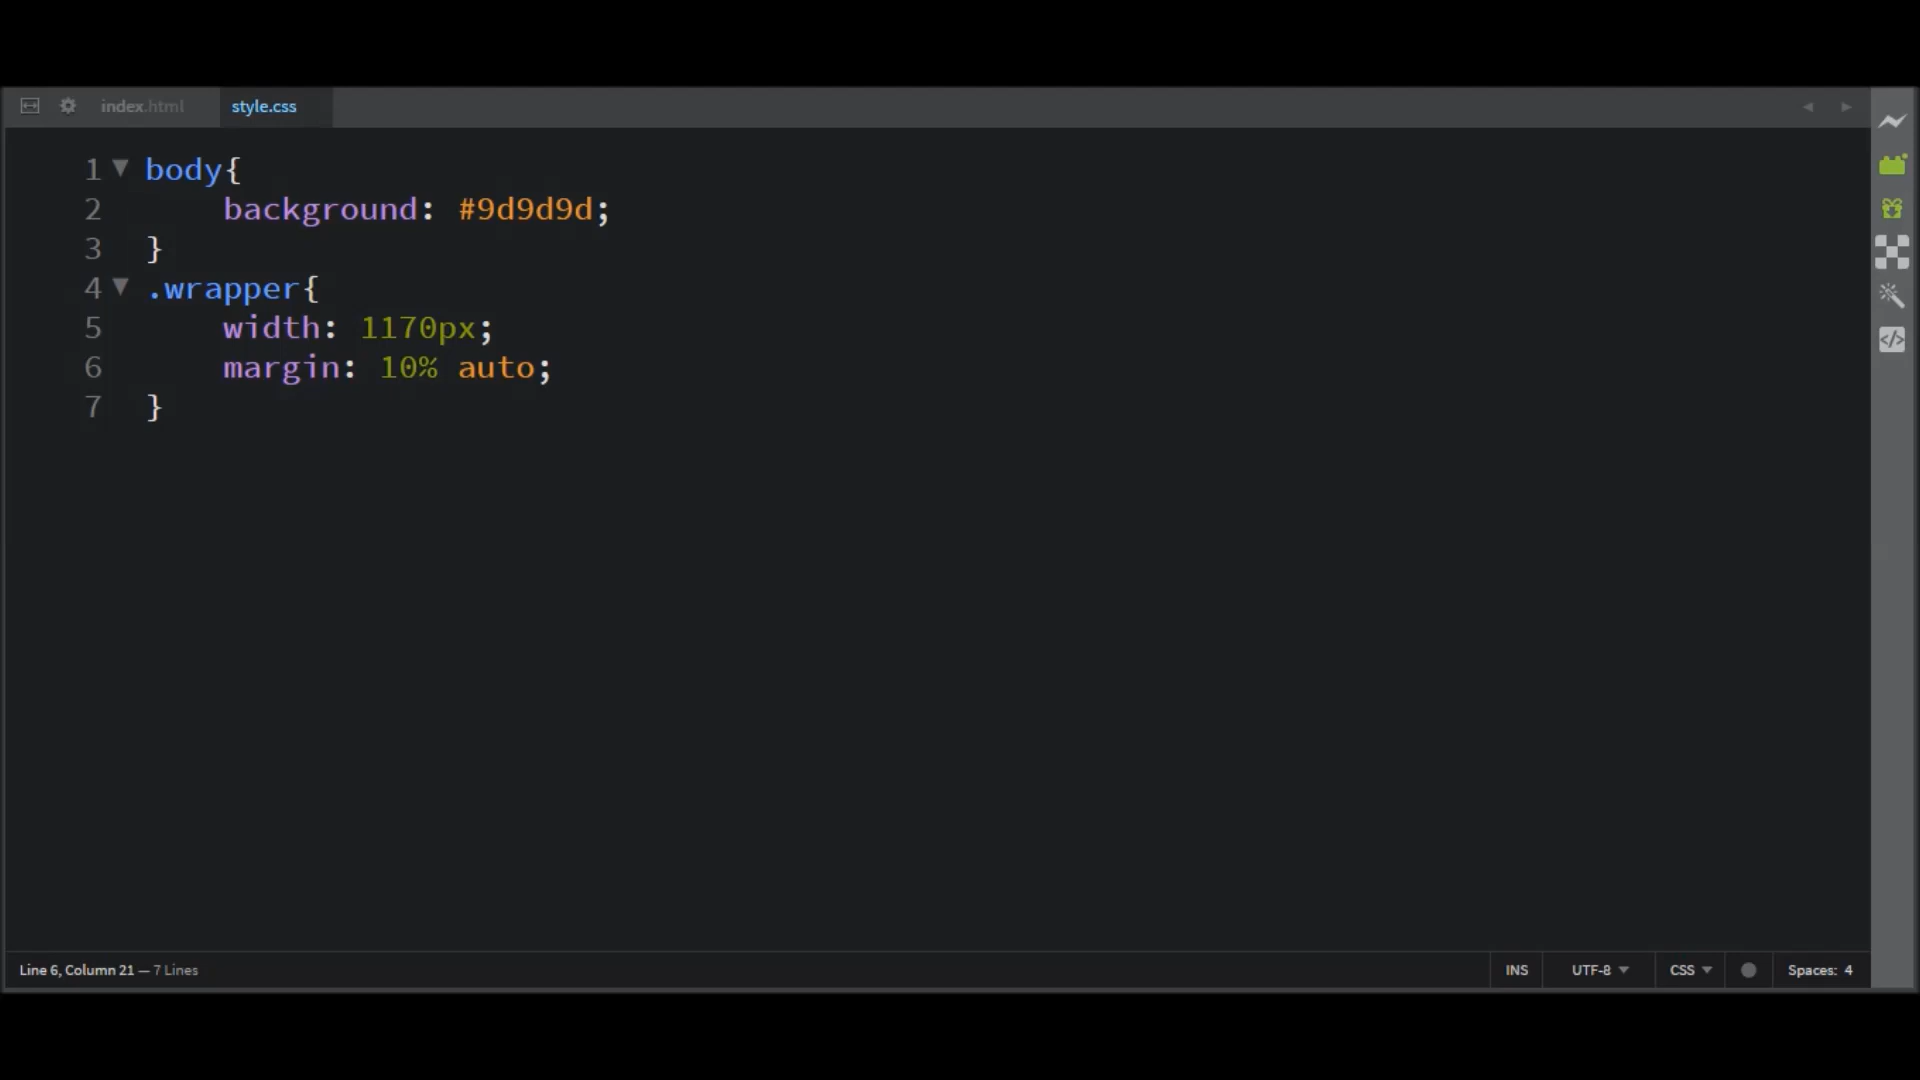 index.html style.css
1 body{
2 background: #9d9d9d;
3 }
4 .wrapper{
5 width: 1170px;
6 margin: 10% auto;
7 }
Line 6, Column 21 — 7 Lines INS UTF-8 CSS Spaces: 4